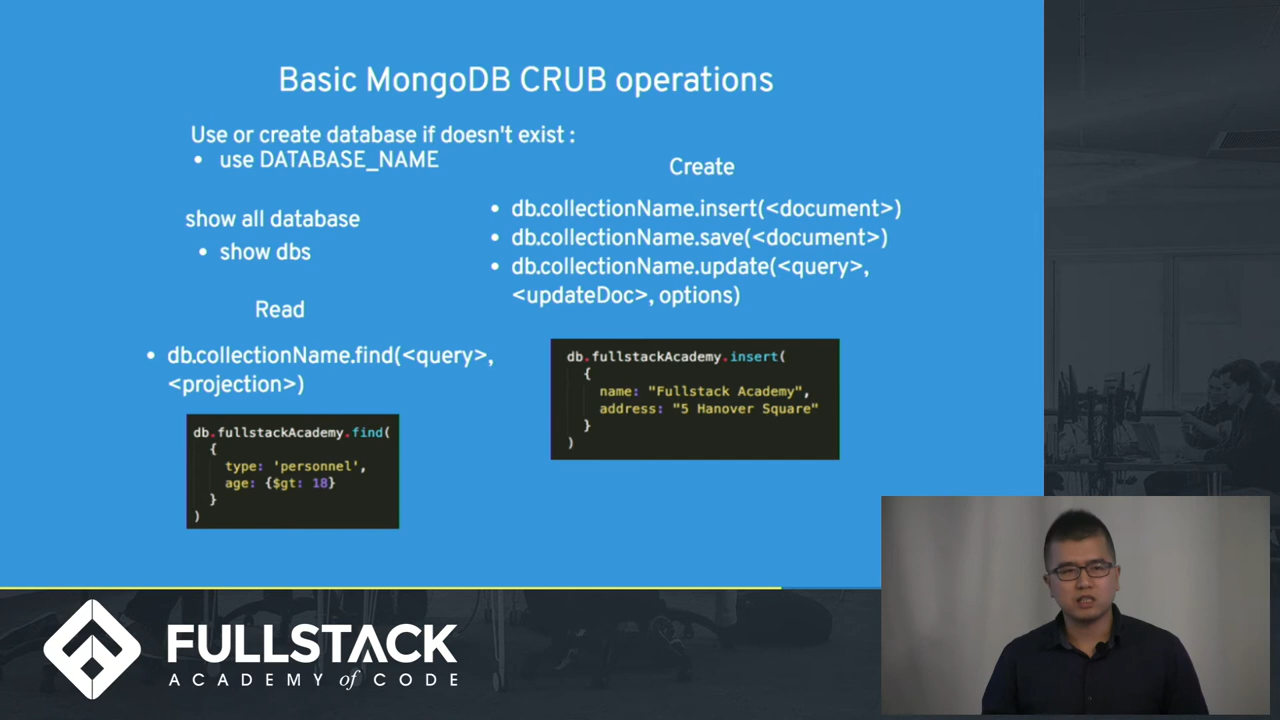 Basic MongoDB CRUB operations
Use or create database if doesn't exist :
• use DATABASE_NAME
show all database
• show dbs
Read
• db.collectionName.find(<query>,
<projection>)
db.fullstackAcademy.find(
{
type: 'personnel',
age: {$gt: 18}
}
)
Create
• db.collectionName.insert(<document>)
• db.collectionName.save(<document>)
• db.collectionName.update(<query>,
<updateDoc>, options)
db.fullstackAcademy.insert(
{
name: "Fullstack Academy",
address: "5 Hanover Square"
}
)
FULLSTACK
ACADEMY of CODE